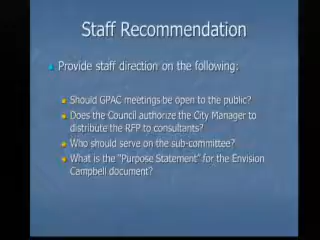 Staff Recommendation
Provide staff direction on the following:
Should GPAC meetings be open to the public?
Does the Council authorize the City Manager to
distribute the RFP to consultants?
Who should serve on the sub-committee?
What is the "Purpose Statement" for the Envision
Campbell document?